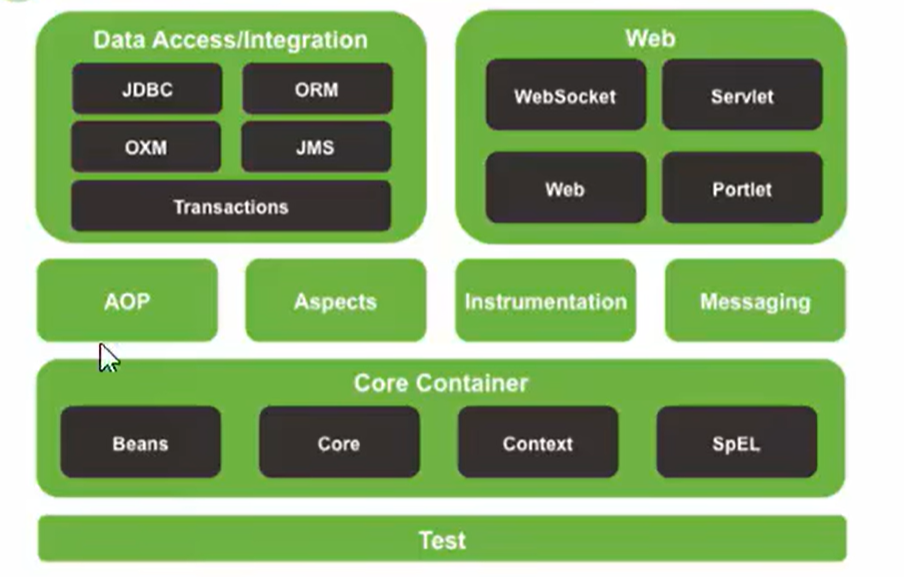 Data Access/Integration
JDBC
ORM
OXM
JMS
Transactions
Web
WebSocket
Servlet
Web
Portlet
AOP
Aspects
Instrumentation
Messaging
Core Container
Beans
Core
Context
SpEL
Test